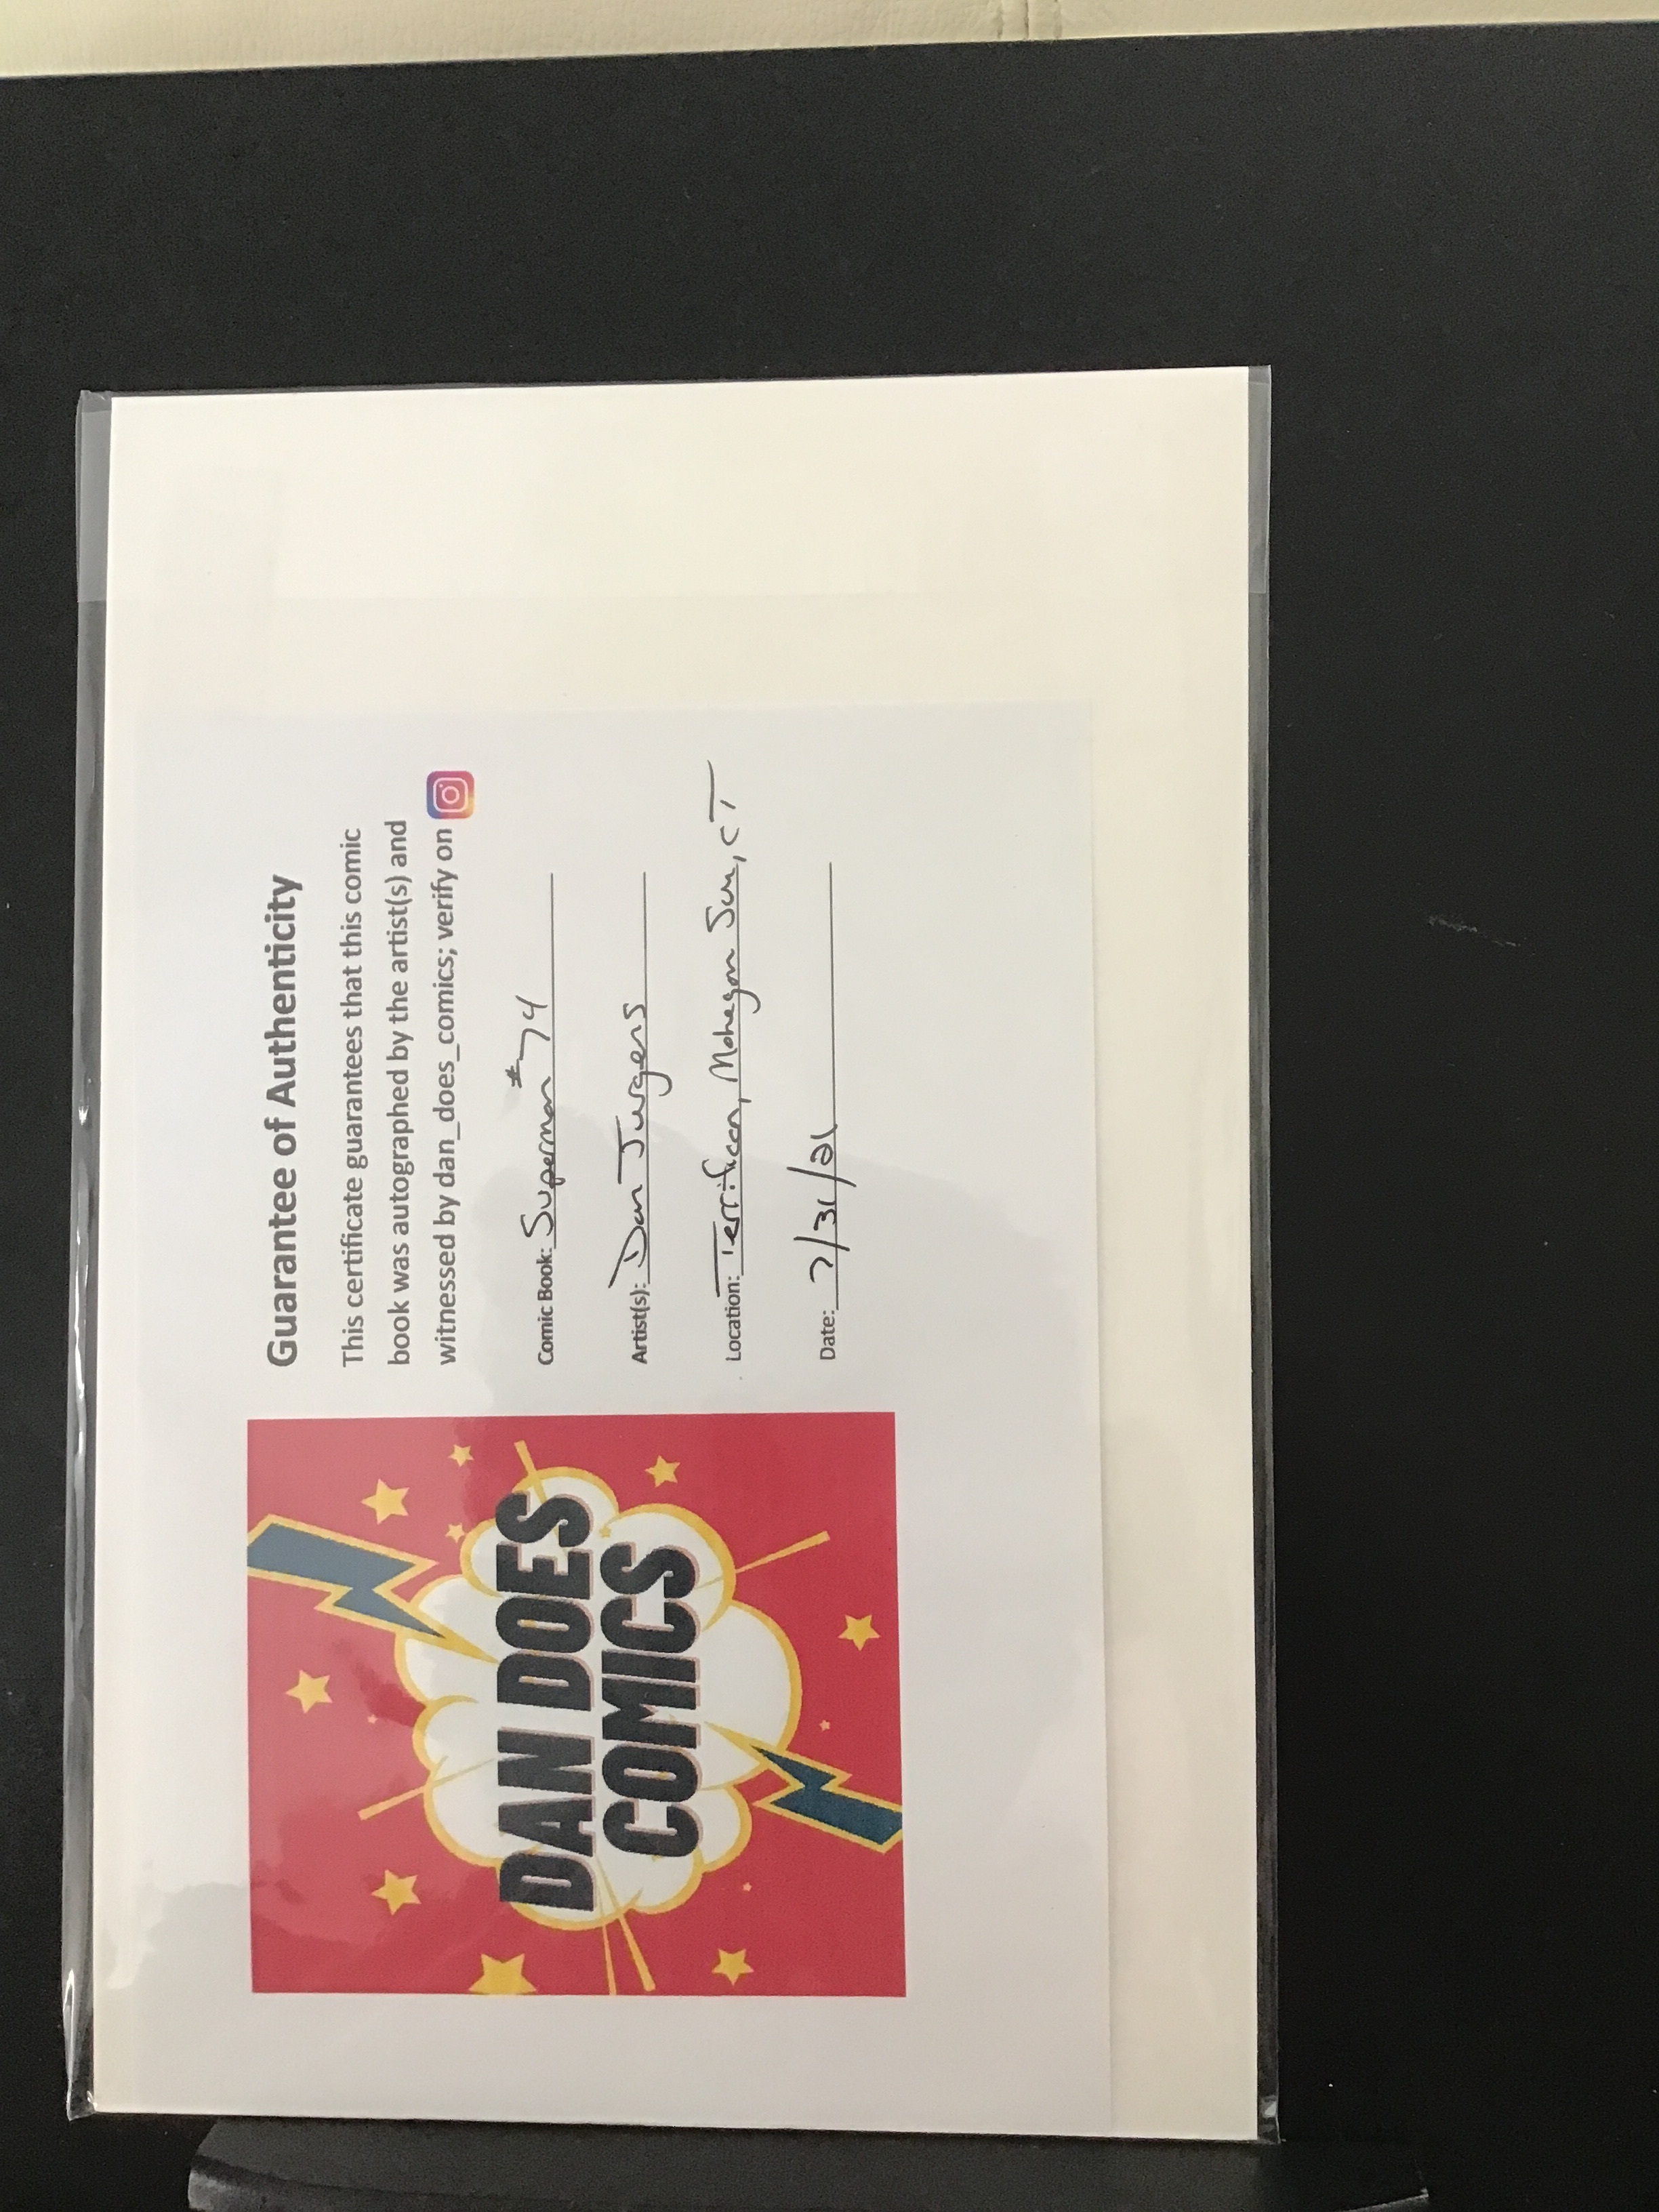 DAN DOES
COMICS
Guarantee of Authenticity
This certificate guarantees that this comic
book was autographed by the artist(s) and
witnessed by dan_does_comics; verify on
Comic Book: Superman #74
Artist(s): Dan Jurgens
Location: Terrificon, Mohegan Sun, CT
Date: 7/31/21